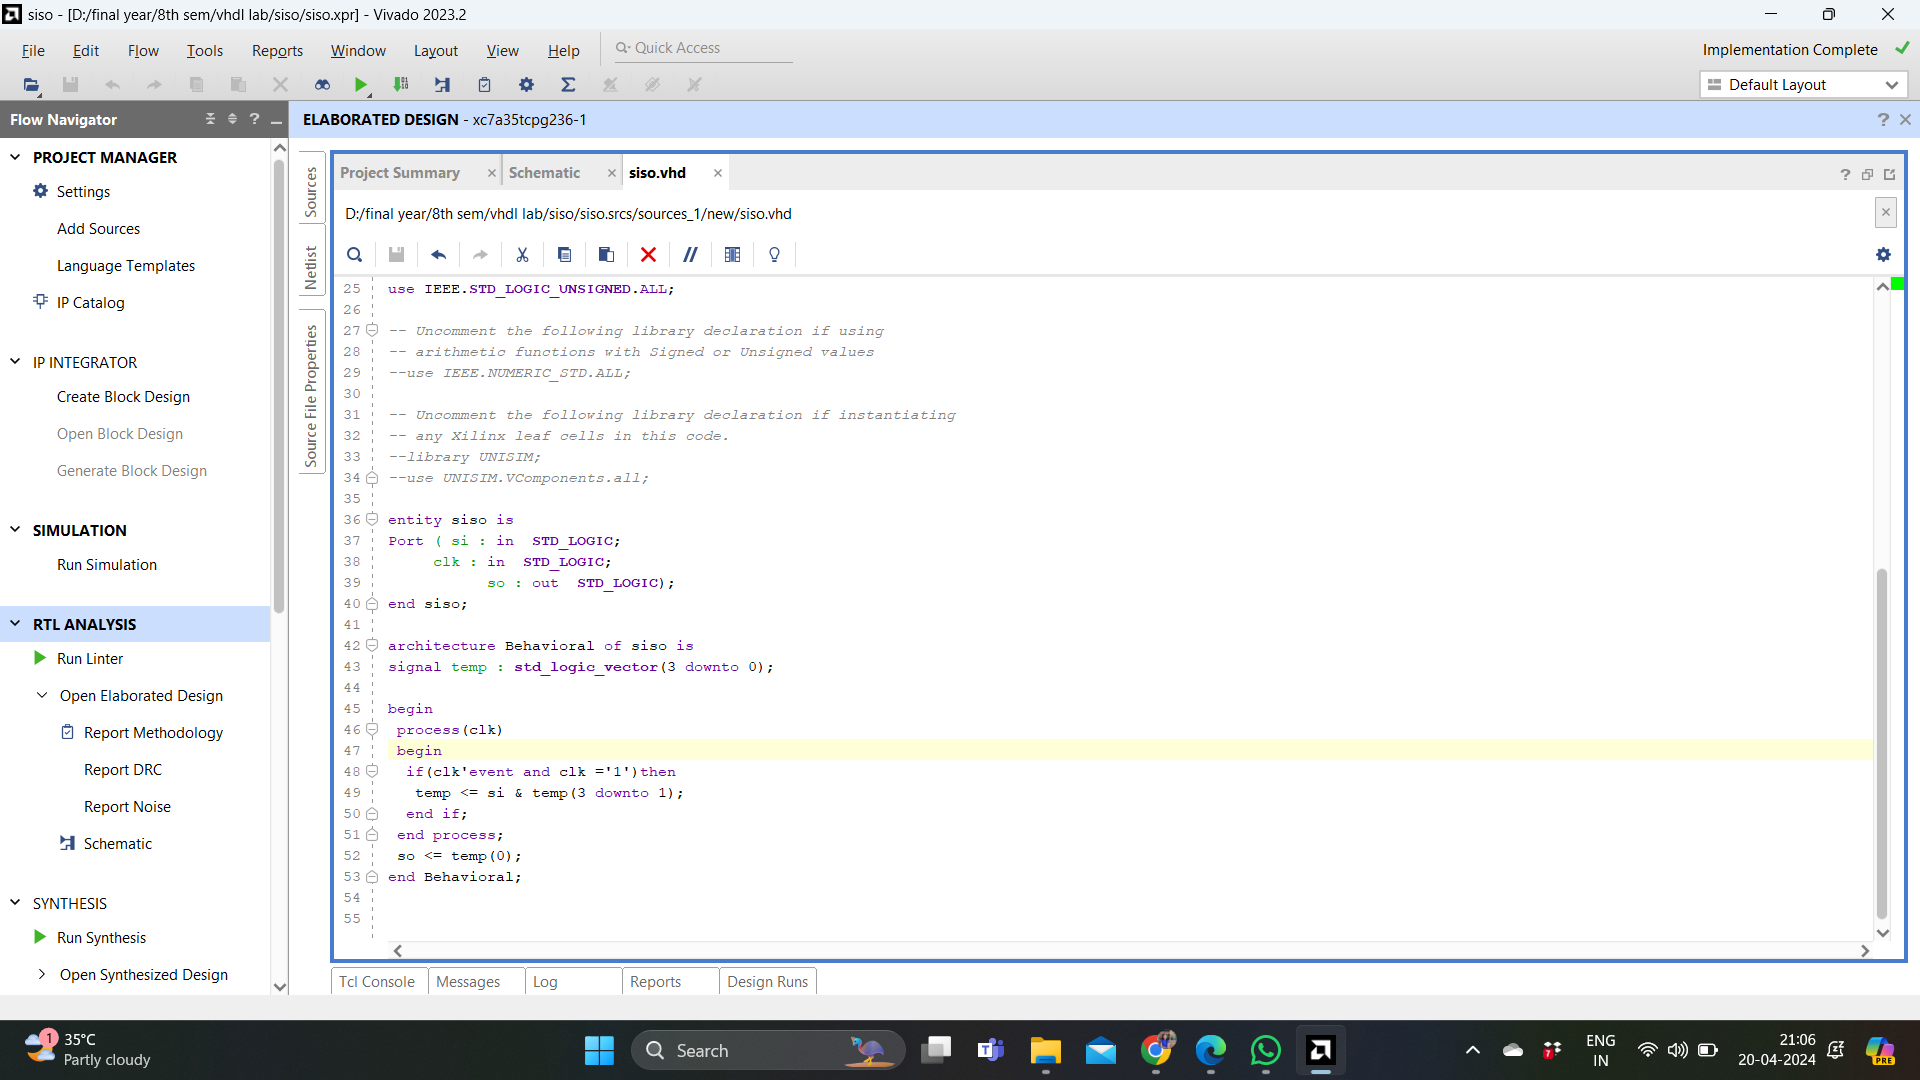 siso - [D:/final year/8th sem/vhdl lab/siso/siso.xpr] - Vivado 2023.2
File Edit Flow Tools Reports Window Layout View Help Quick Access
Implementation Complete
Default Layout
Flow Navigator
ELABORATED DESIGN - xc7a35tcpg236-1
PROJECT MANAGER
Settings
Add Sources
Language Templates
IP Catalog
IP INTEGRATOR
Create Block Design
Open Block Design
Generate Block Design
SIMULATION
Run Simulation
RTL ANALYSIS
Run Linter
Open Elaborated Design
Report Methodology
Report DRC
Report Noise
Schematic
SYNTHESIS
Run Synthesis
Open Synthesized Design
Sources
Netlist
Source File Properties
Project Summary
Schematic
siso.vhd
D:/final year/8th sem/vhdl lab/siso/siso.srcs/sources_1/new/siso.vhd
25 use IEEE.STD_LOGIC_UNSIGNED.ALL;
26
27 -- Uncomment the following library declaration if using
28 -- arithmetic functions with Signed or Unsigned values
29 --use IEEE.NUMERIC_STD.ALL;
30
31 -- Uncomment the following library declaration if instantiating
32 -- any Xilinx leaf cells in this code.
33 --library UNISIM;
34 --use UNISIM.VComponents.all;
35
36 entity siso is
37 Port ( si : in  STD_LOGIC;
38 clk : in  STD_LOGIC;
39 so : out  STD_LOGIC);
40 end siso;
41
42 architecture Behavioral of siso is
43 signal temp : std_logic_vector(3 downto 0);
44
45 begin
46 process(clk)
47 begin
48 if(clk'event and clk ='1')then
49 temp <= si & temp(3 downto 1);
50 end if;
51 end process;
52 so <= temp(0);
53 end Behavioral;
54
55
Tcl Console
Messages
Log
Reports
Design Runs
1
35°C
Partly cloudy
Search
7
ENG
IN
21:06
20-04-2024
PRE